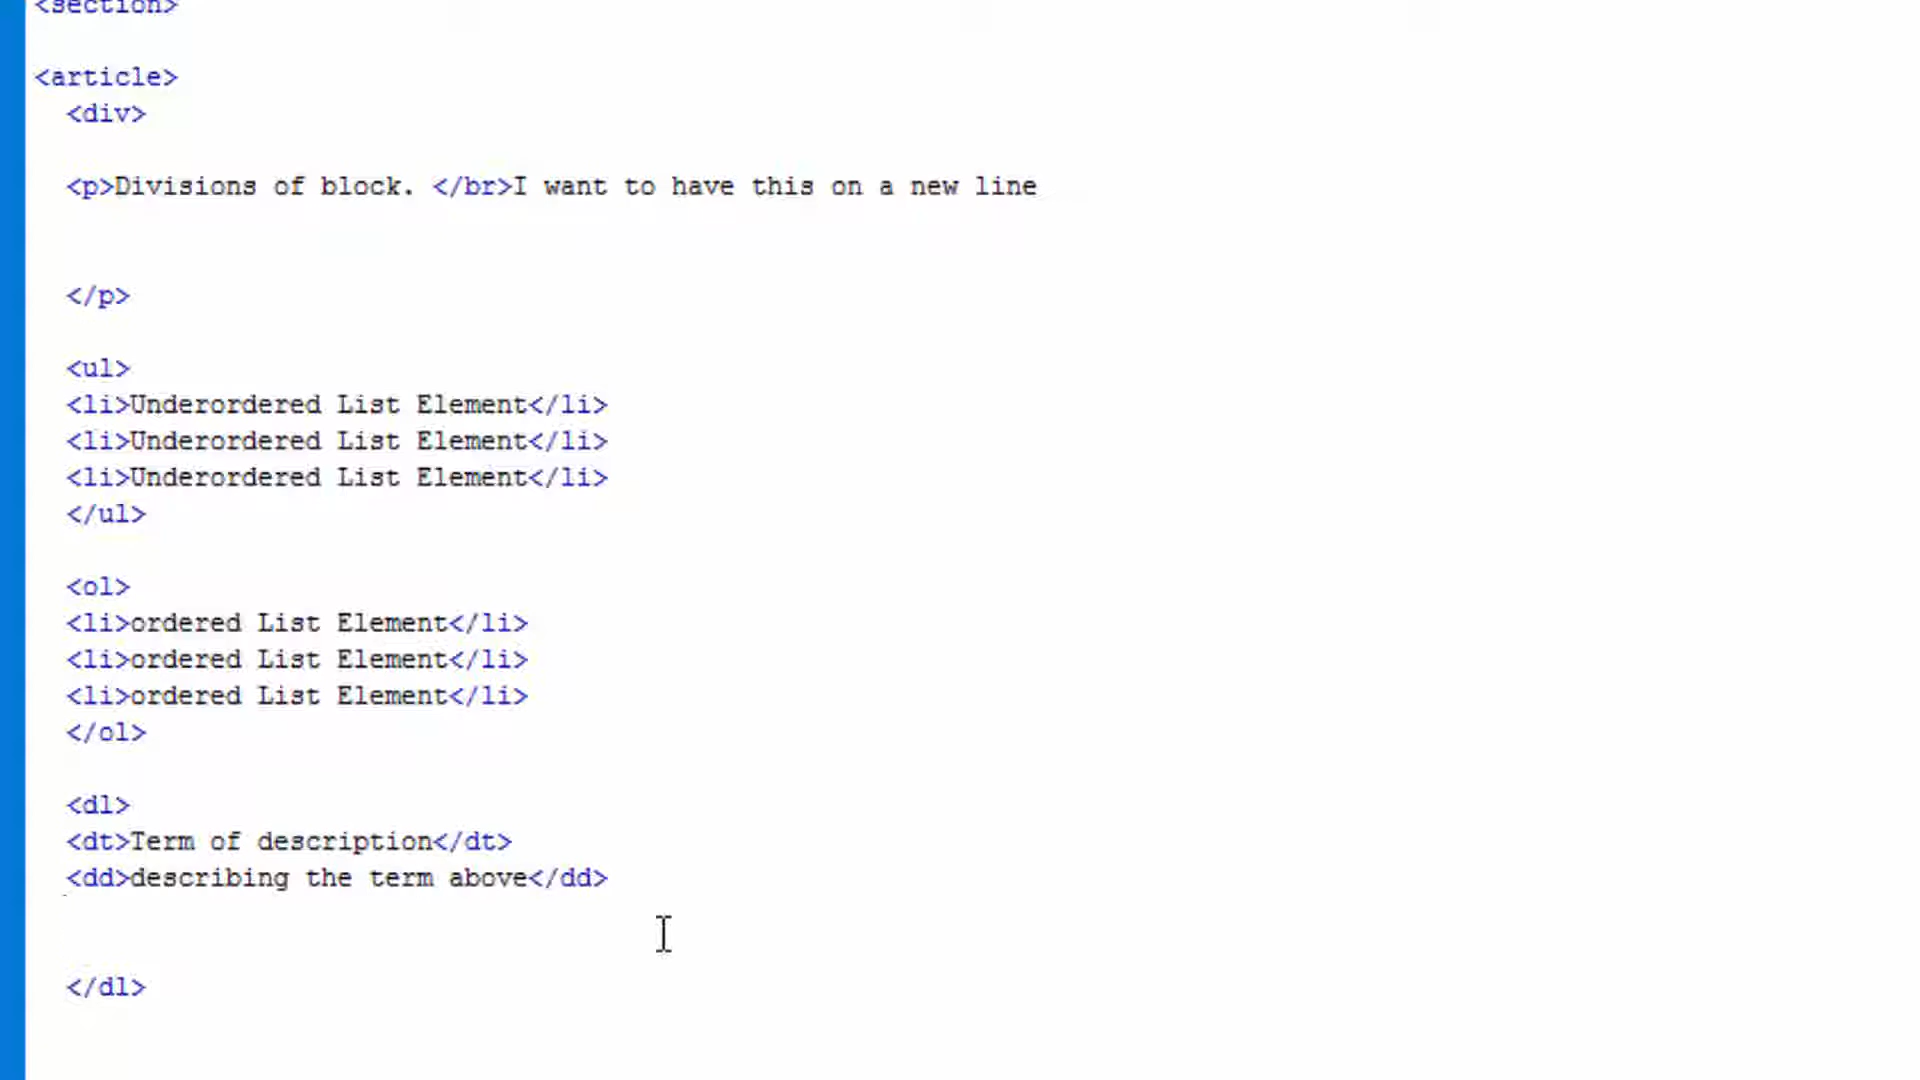 <section>
<article>
<div>
<p>Divisions of block. </br>I want to have this on a new line
</p>
<ul>
<li>Underordered List Element</li>
<li>Underordered List Element</li>
<li>Underordered List Element</li>
</ul>
<ol>
<li>ordered List Element</li>
<li>ordered List Element</li>
<li>ordered List Element</li>
</ol>
<dl>
<dt>Term of description</dt>
<dd>describing the term above</dd>
</dl>